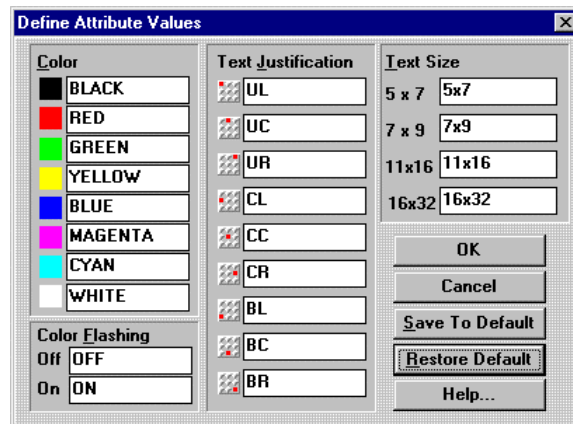 Define Attribute Values
Color
BLACK
RED
GREEN
YELLOW
BLUE
MAGENTA
CYAN
WHITE
Color Flashing
Off OFF
On ON
Text Justification
UL
UC
UR
CL
CC
CR
BL
BC
BR
Text Size
5 x 7 5x7
7 x 9 7x9
11x16 11x16
16x32 16x32
OK
Cancel
Save To Default
Restore Default
Help...